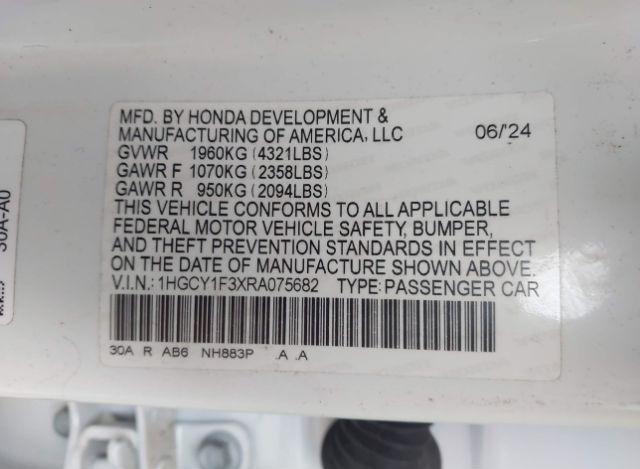 MFD. BY HONDA DEVELOPMENT &
MANUFACTURING OF AMERICA, LLC 06/'24
GVWR 1960KG (4321LBS)
GAWR F 1070KG (2358LBS)
GAWR R 950KG (2094LBS)
THIS VEHICLE CONFORMS TO ALL APPLICABLE
FEDERAL MOTOR VEHICLE SAFETY, BUMPER,
AND THEFT PREVENTION STANDARDS IN EFFECT
ON THE DATE OF MANUFACTURE SHOWN ABOVE.
V.I.N.: 1HGCY1F3XRA075682 TYPE: PASSENGER CAR
30A R AB6 NH883P .A .A
30A-A0